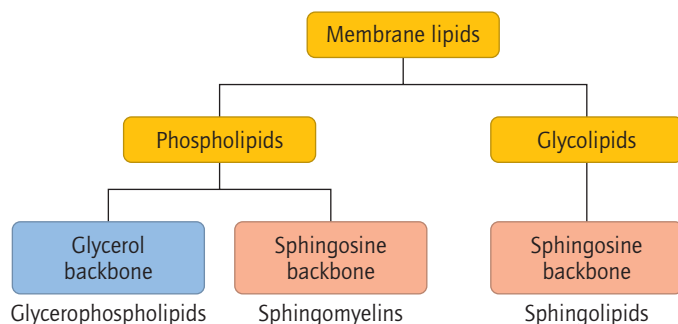 Membrane lipids
Phospholipids
Glycolipids
Glycerol
backbone
Sphingosine
backbone
Sphingosine
backbone
Glycerophospholipids
Sphingomyelins
Sphingolipids